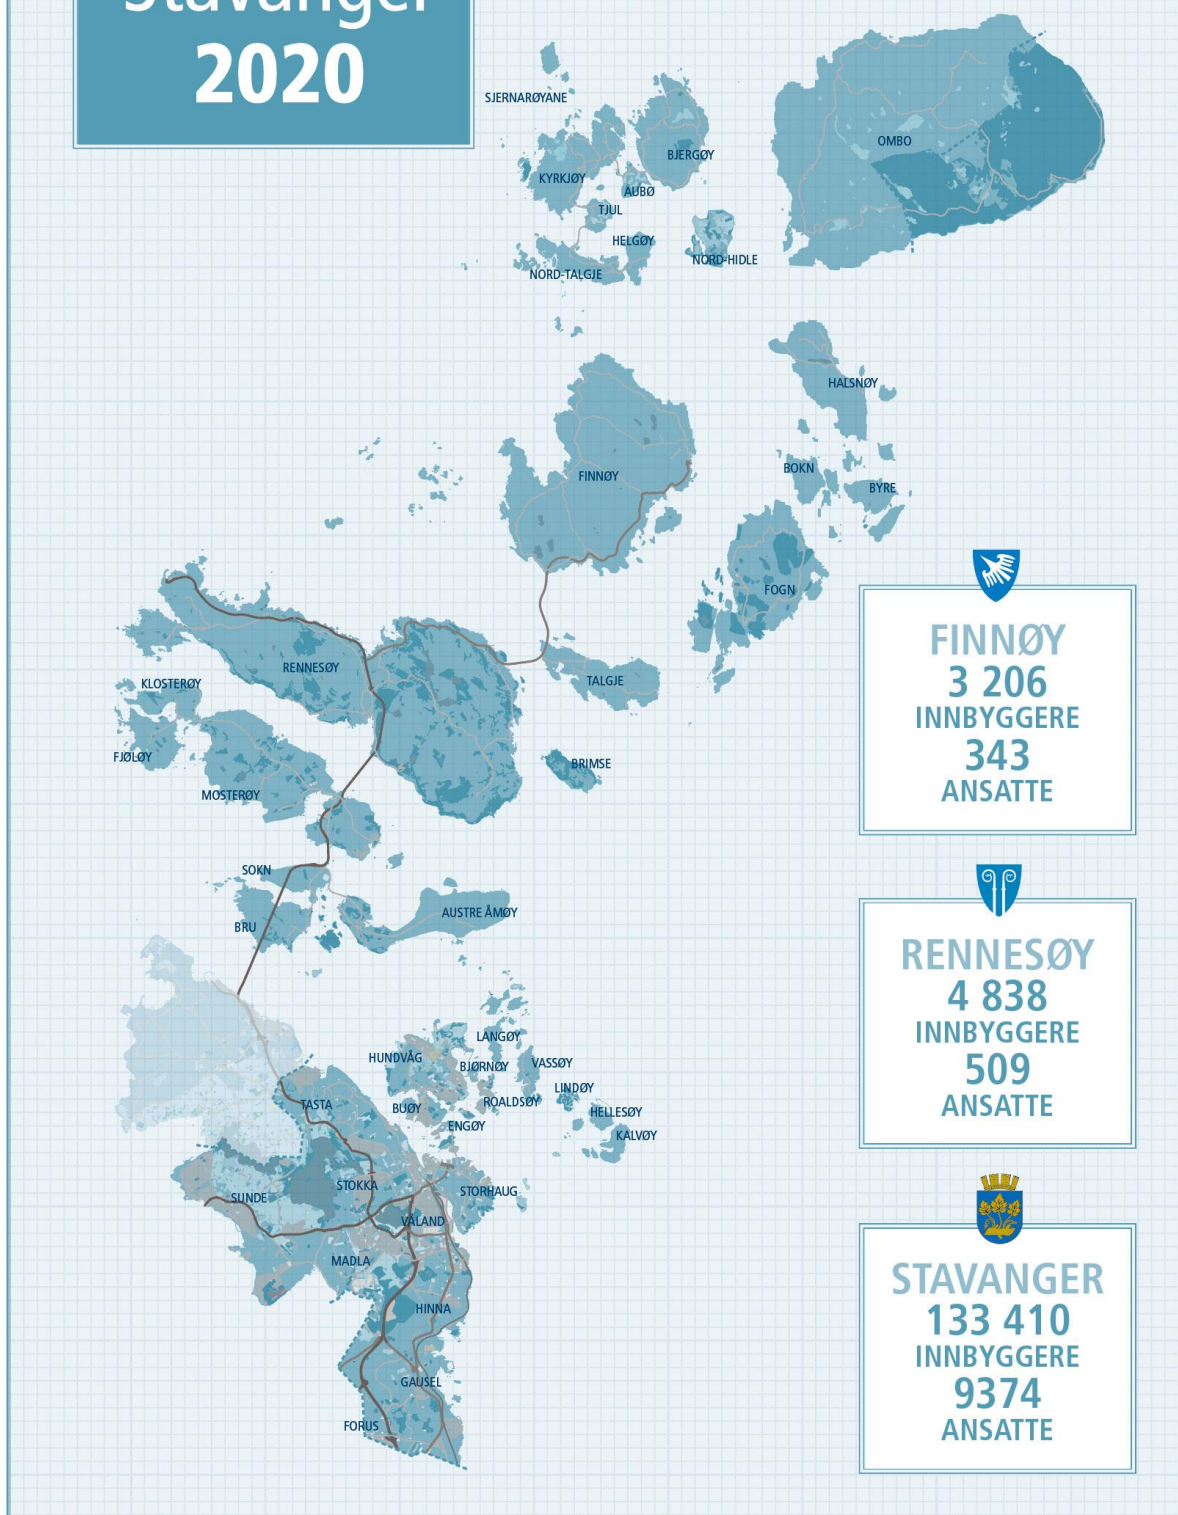 Stavanger
2020
SJERNARØYANE
OMBO
BJERGØY
KYRKJØY
AUBØ
TJUL
HELGØY
NORD-HIDLE
NORD-TALGJE
HALSNØY
BOKN
FINNØY
BYRE
FOGN
RENNESØY
TALGJE
KLOSTERØY
FJØLØY
BRIMSE
MOSTERØY
SOKN
AUSTRE ÅMØY
BRU
LANGØY
HUNDVÅG
BJØRNØY
VASSØY
LINDØY
ROALDSØY
BUØY
HELLESØY
ENGØY
KALVØY
TASTA
STOKKA
STORHAUG
SUNDE
VÅLAND
MADLA
HINNA
GAUSEL
FORUS
FINNØY
3 206
INNBYGGERE
343
ANSATTE
RENNESØY
4 838
INNBYGGERE
509
ANSATTE
STAVANGER
133 410
INNBYGGERE
9374
ANSATTE